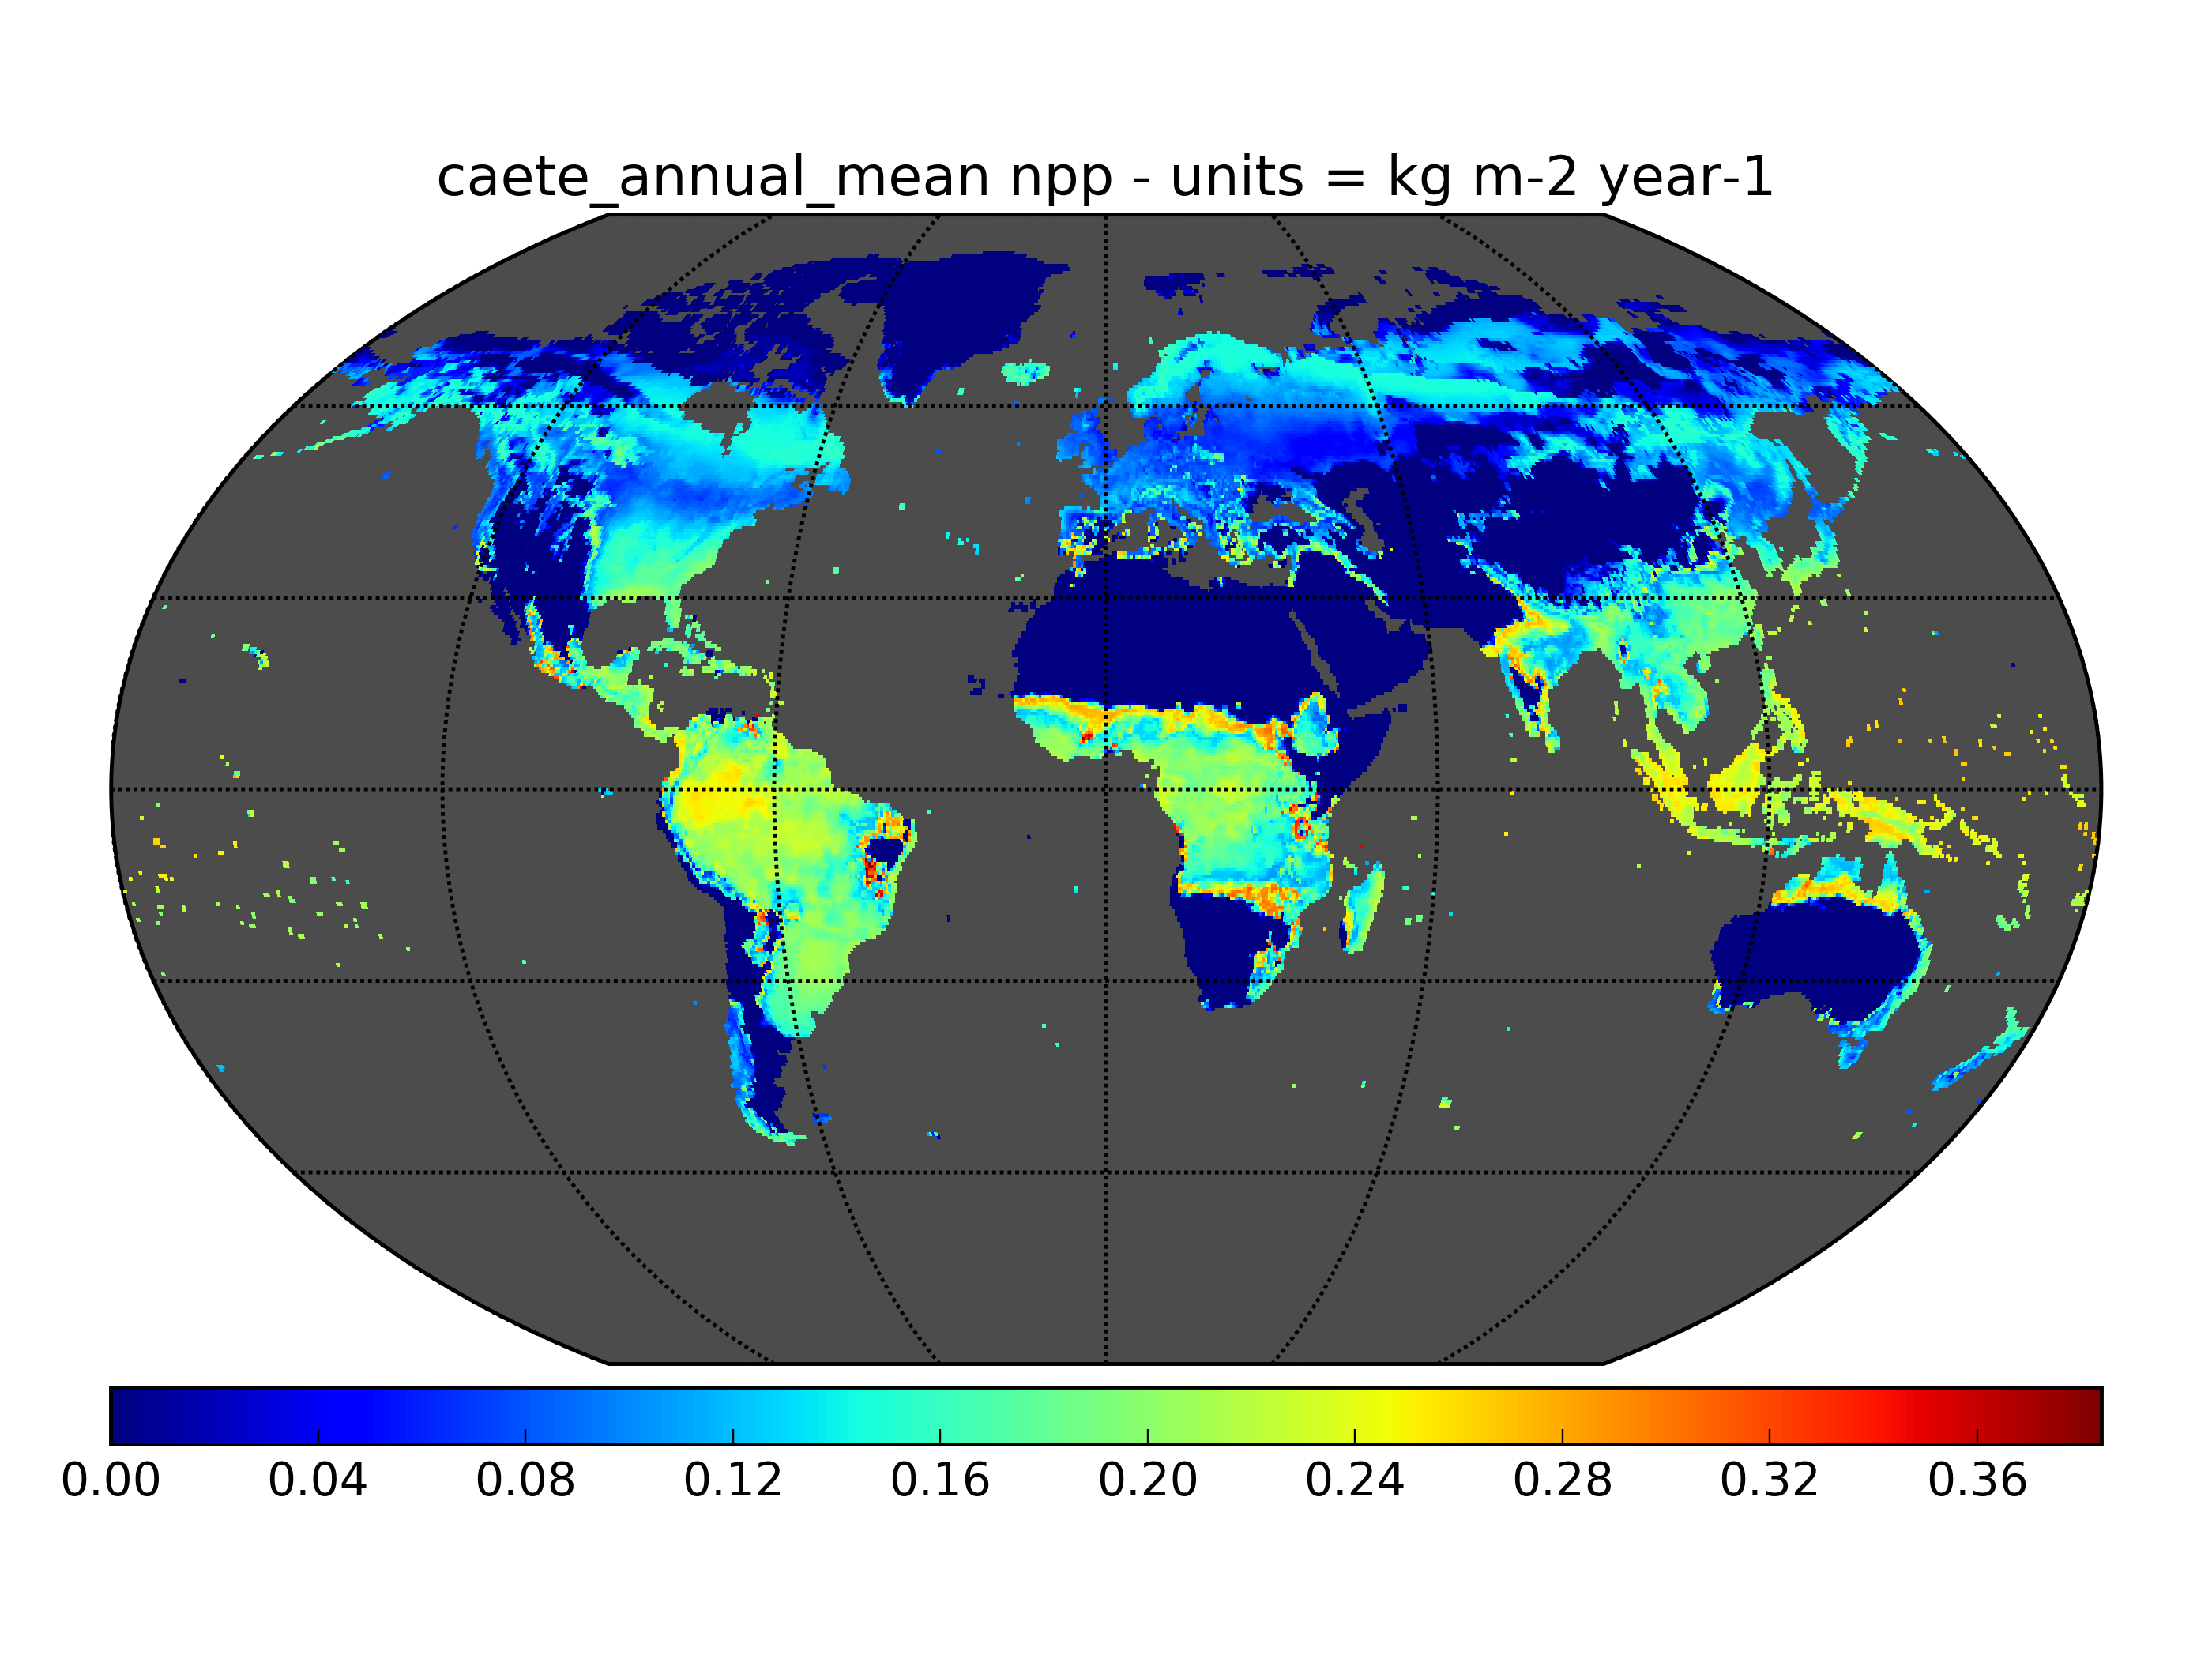 caete_annual_mean npp - units = kg m-2 year-1
0.00 0.04 0.08 0.12 0.16 0.20 0.24 0.28 0.32 0.36